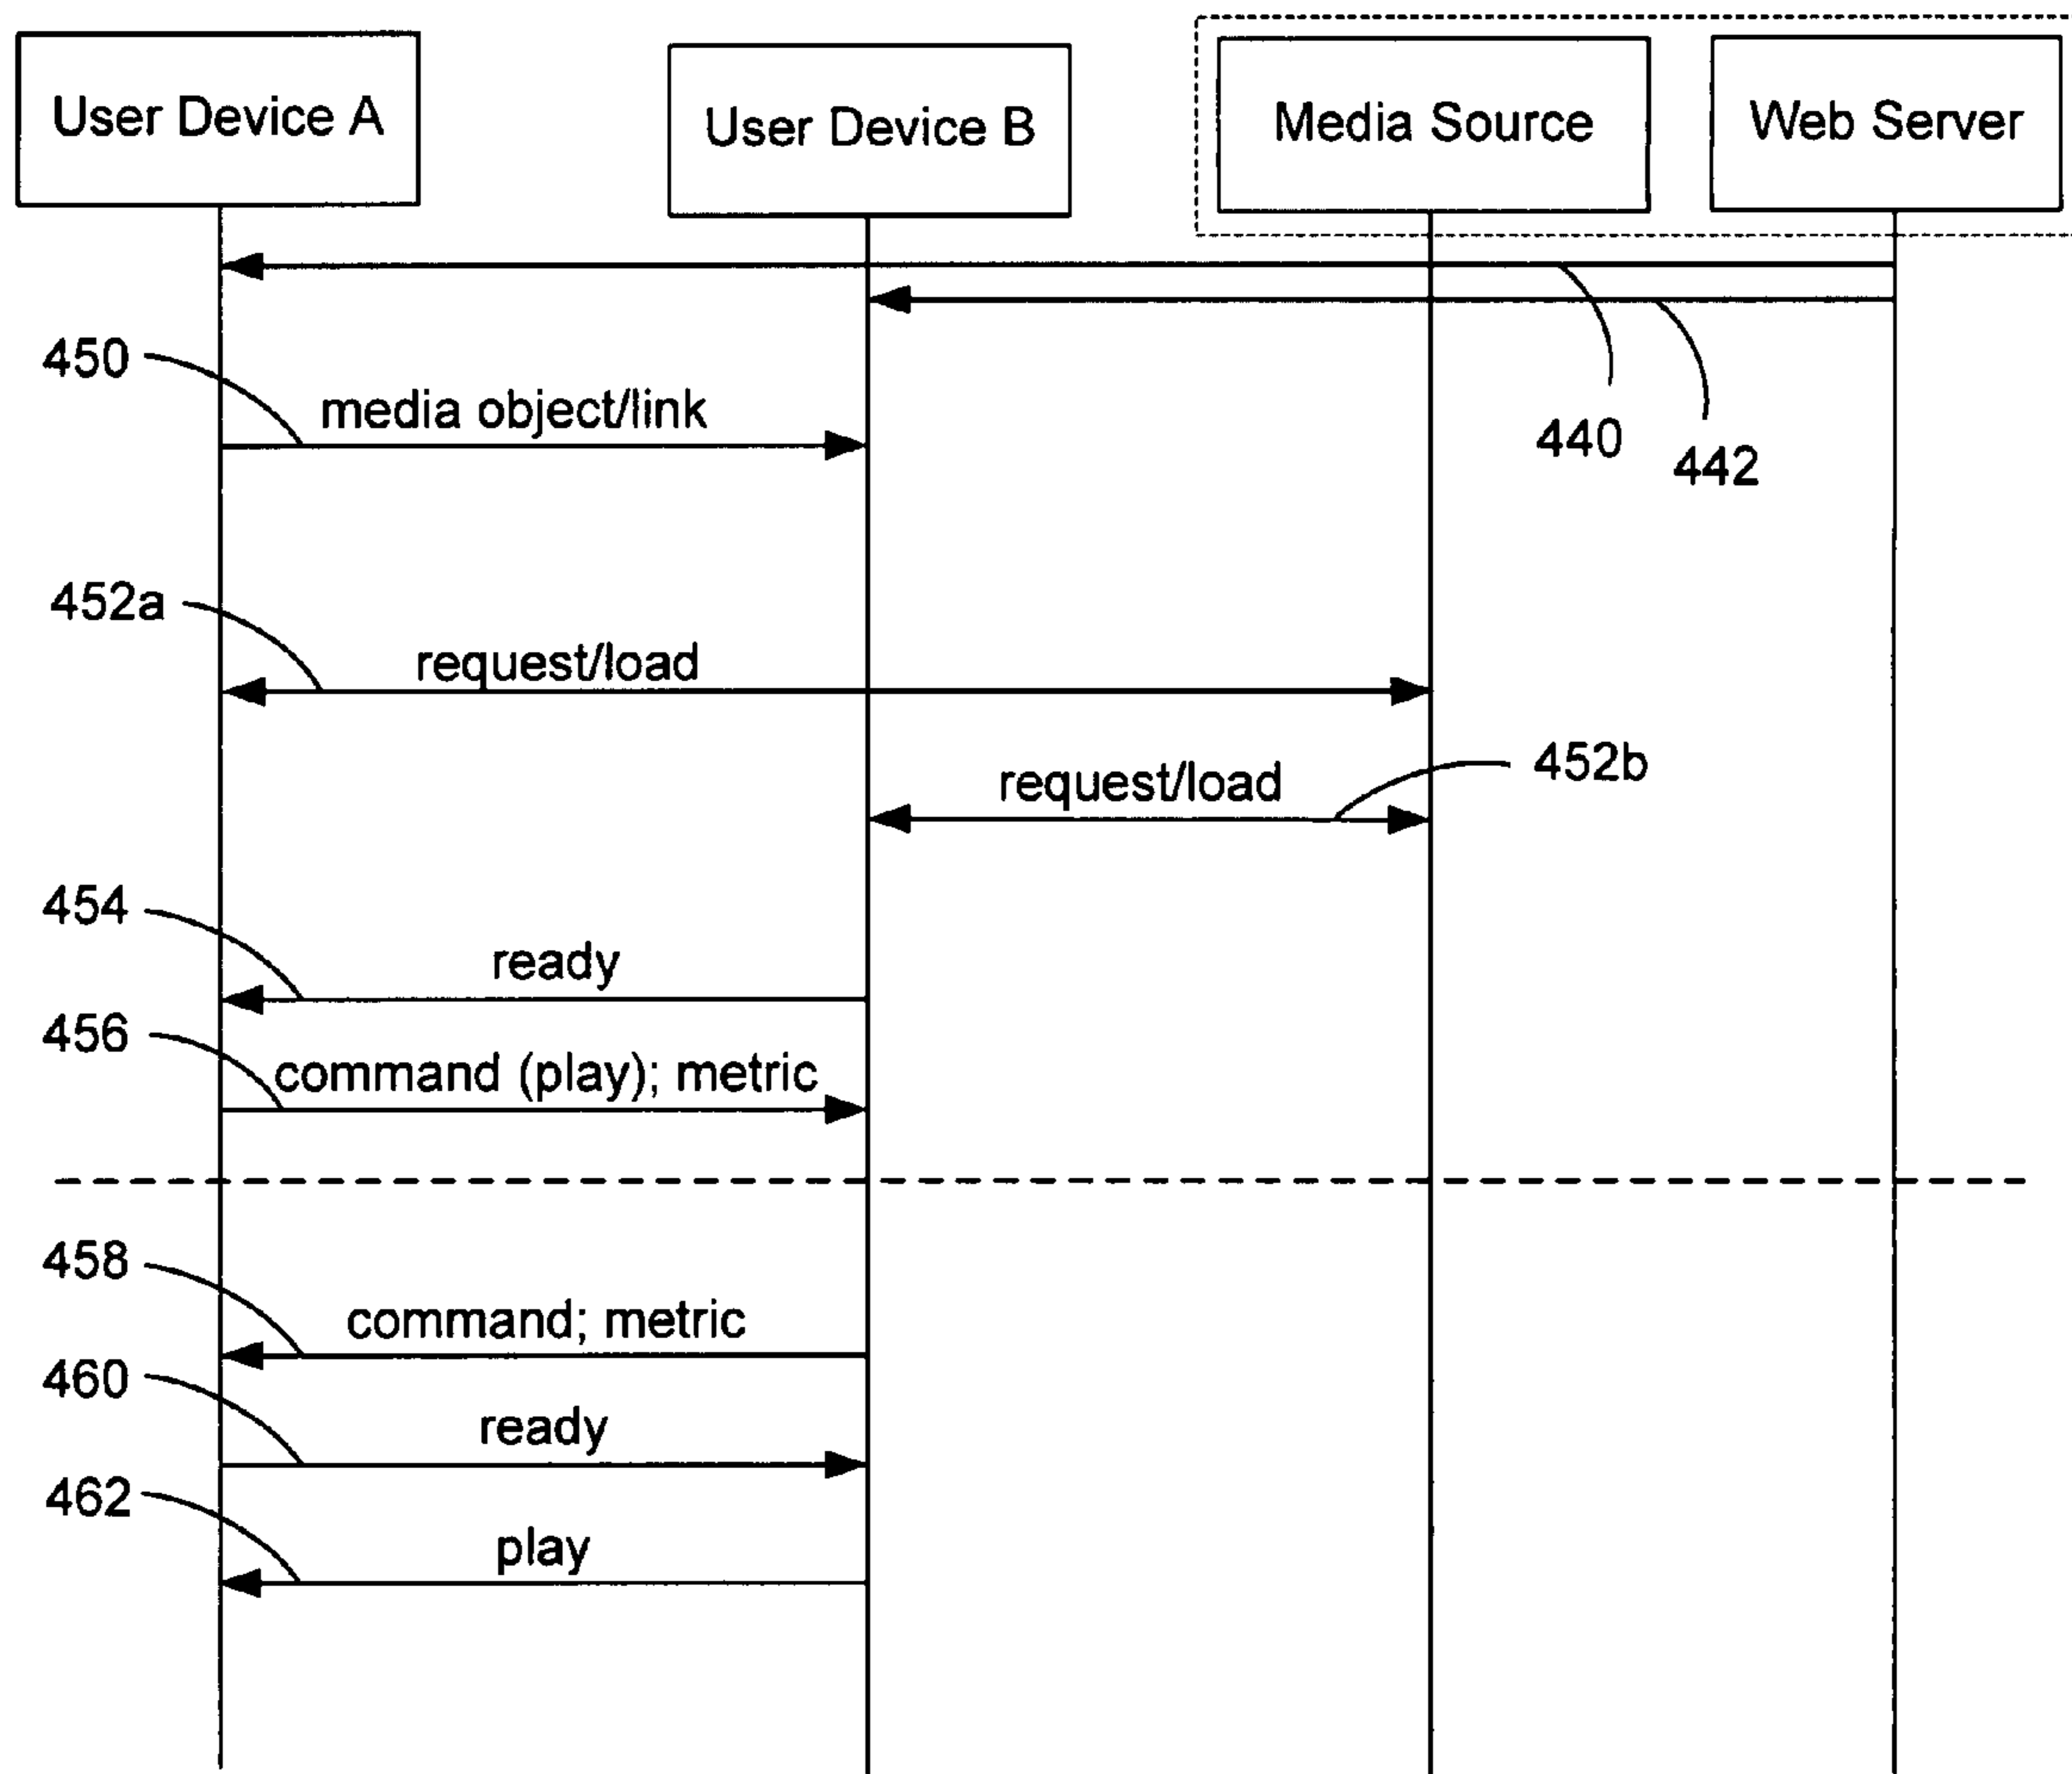 User Device A
User Device B
Media Source
Web Server
450
media object/link
440
442
452a
request/load
request/load
452b
454
ready
456
command (play); metric
458
command; metric
460
ready
462
play